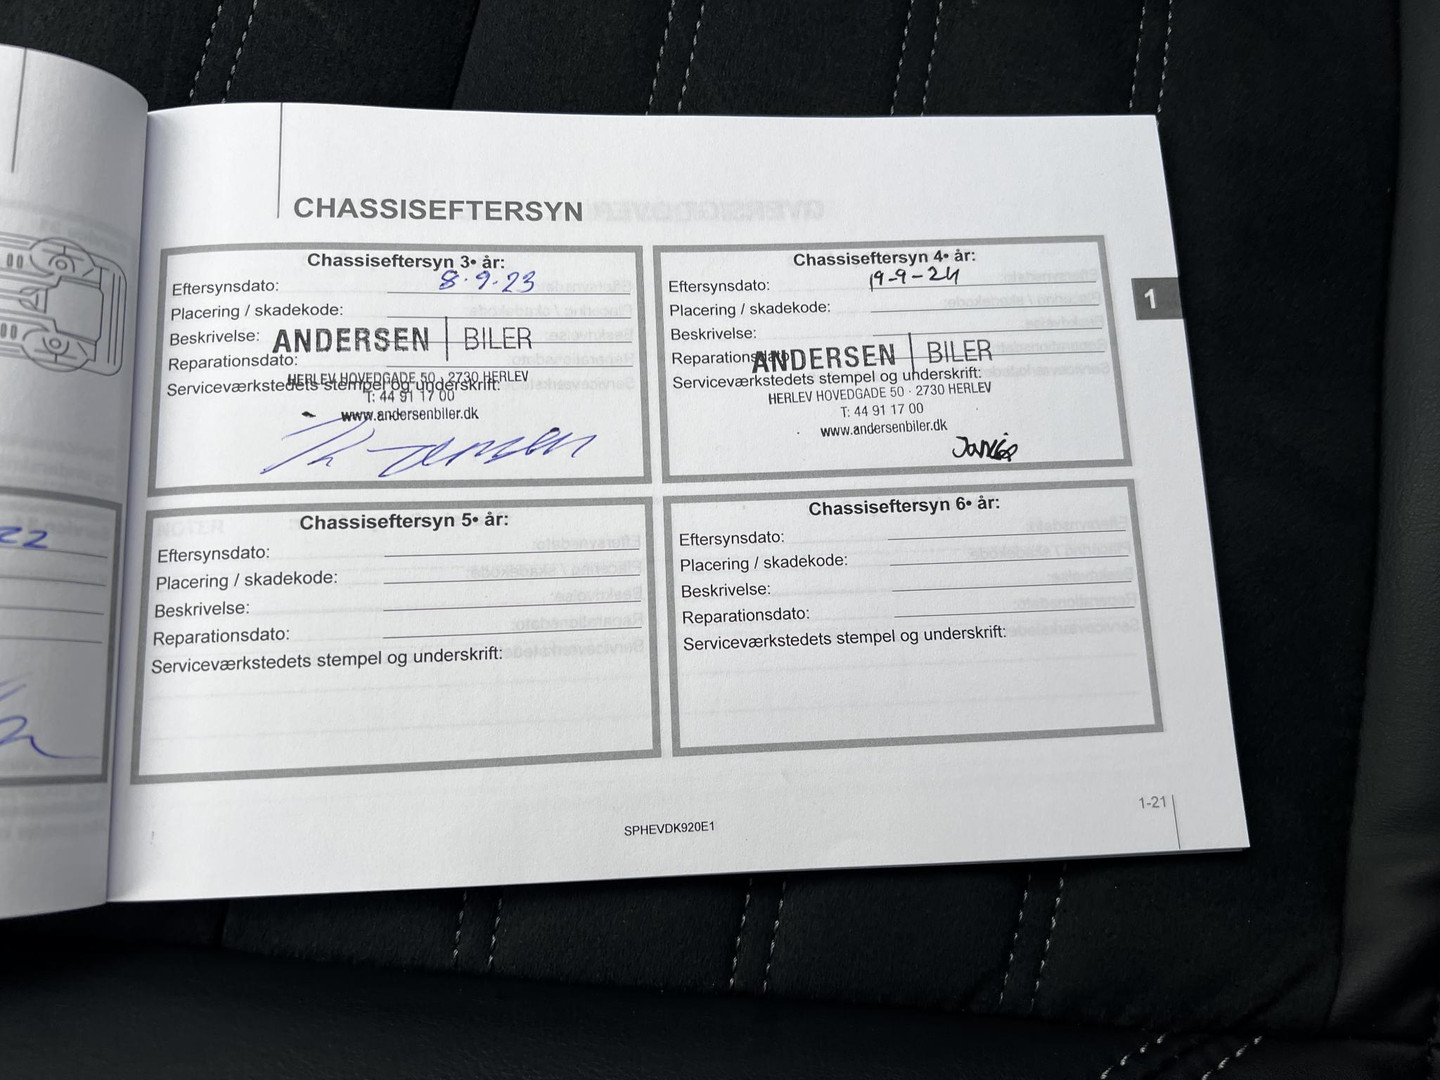 CHASSISEFTERSYN
Chassiseftersyn 3• år:
Eftersynsdato: 8.9.23
Placering / skadekode:
Beskrivelse:
Reparationsdato:
Serviceværkstedets stempel og underskrift:
ANDERSEN | BILER
HERLEV HOVEDGADE 50 · 2730 HERLEV
T: 44 91 17 00
www.andersenbiler.dk
Chassiseftersyn 4• år:
Eftersynsdato: 19-9-24
Placering / skadekode:
Beskrivelse:
Reparationsdato:
Serviceværkstedets stempel og underskrift:
ANDERSEN | BILER
HERLEV HOVEDGADE 50 · 2730 HERLEV
T: 44 91 17 00
www.andersenbiler.dk
1
Chassiseftersyn 5• år:
Eftersynsdato:
Placering / skadekode:
Beskrivelse:
Reparationsdato:
Serviceværkstedets stempel og underskrift:
Chassiseftersyn 6• år:
Eftersynsdato:
Placering / skadekode:
Beskrivelse:
Reparationsdato:
Serviceværkstedets stempel og underskrift:
22
1-21
SPHEVDK920E1